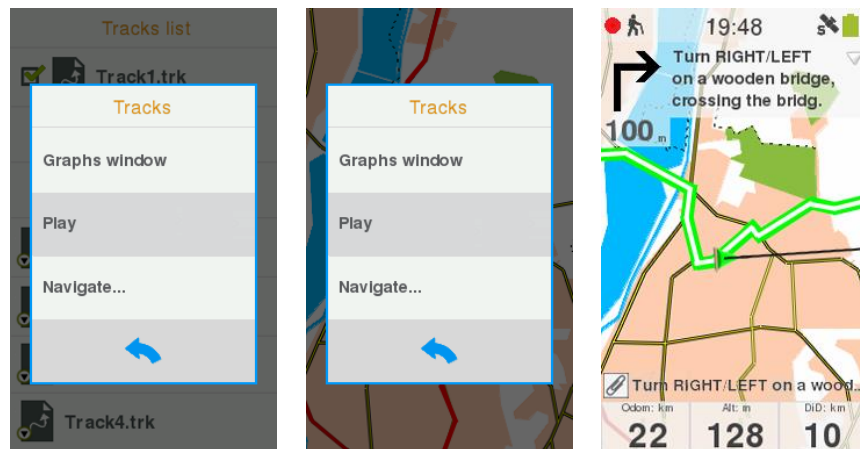 Tracks list
Track1.trk
Tracks
Graphs window
Play
Navigate...
Track4.trk
Tracks
Graphs window
Play
Navigate...
19:48
S
Turn RIGHT/LEFT
on a wooden bridge,
crossing the bridg.
100 m
Turn RIGHT/LEFT on a wood..
Odom: km Alt: m DiD: km
22 128 10